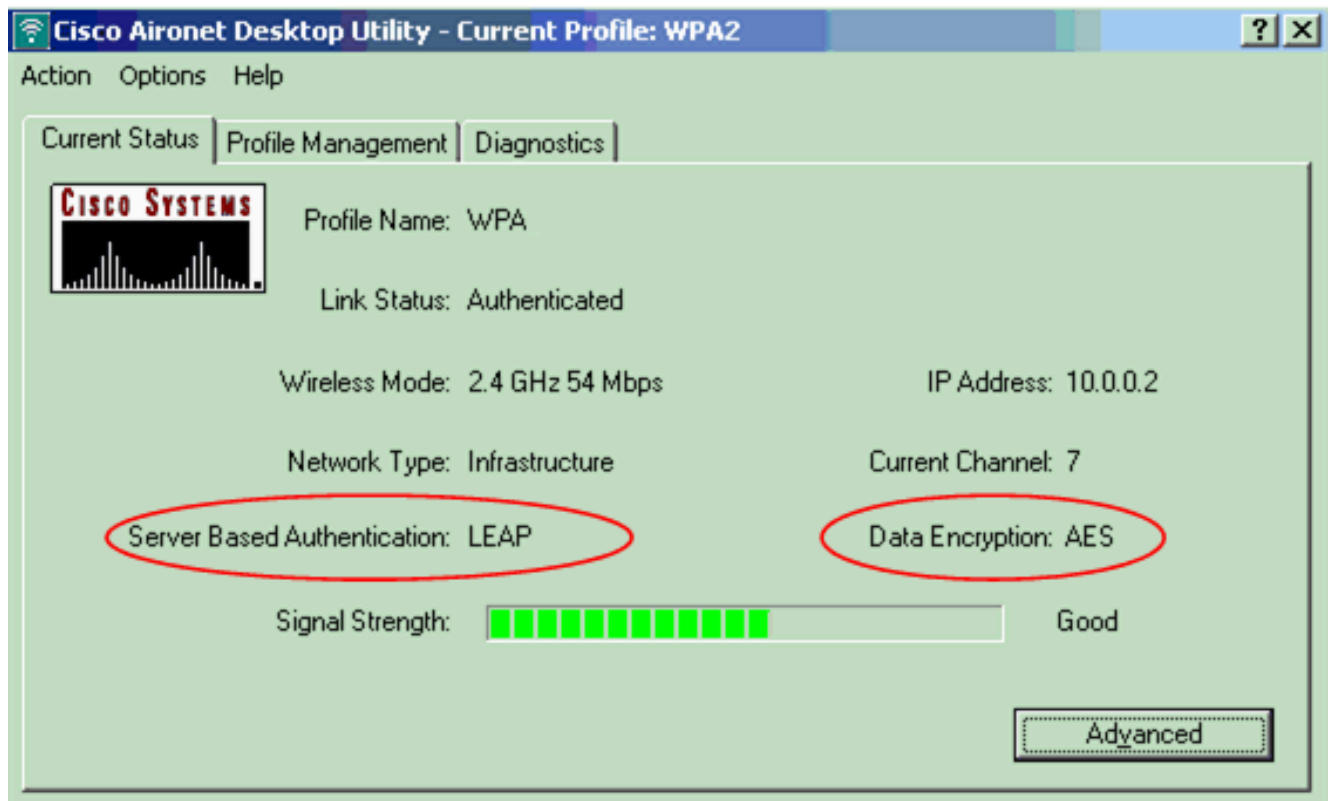 Cisco Aironet Desktop Utility - Current Profile: WPA2
Action Options Help
Current Status Profile Management Diagnostics
CISCO SYSTEMS
Profile Name: WPA
Link Status: Authenticated
Wireless Mode: 2.4 GHz 54 Mbps IP Address: 10.0.0.2
Network Type: Infrastructure Current Channel: 7
Server Based Authentication: LEAP Data Encryption: AES
Signal Strength: Good
Advanced